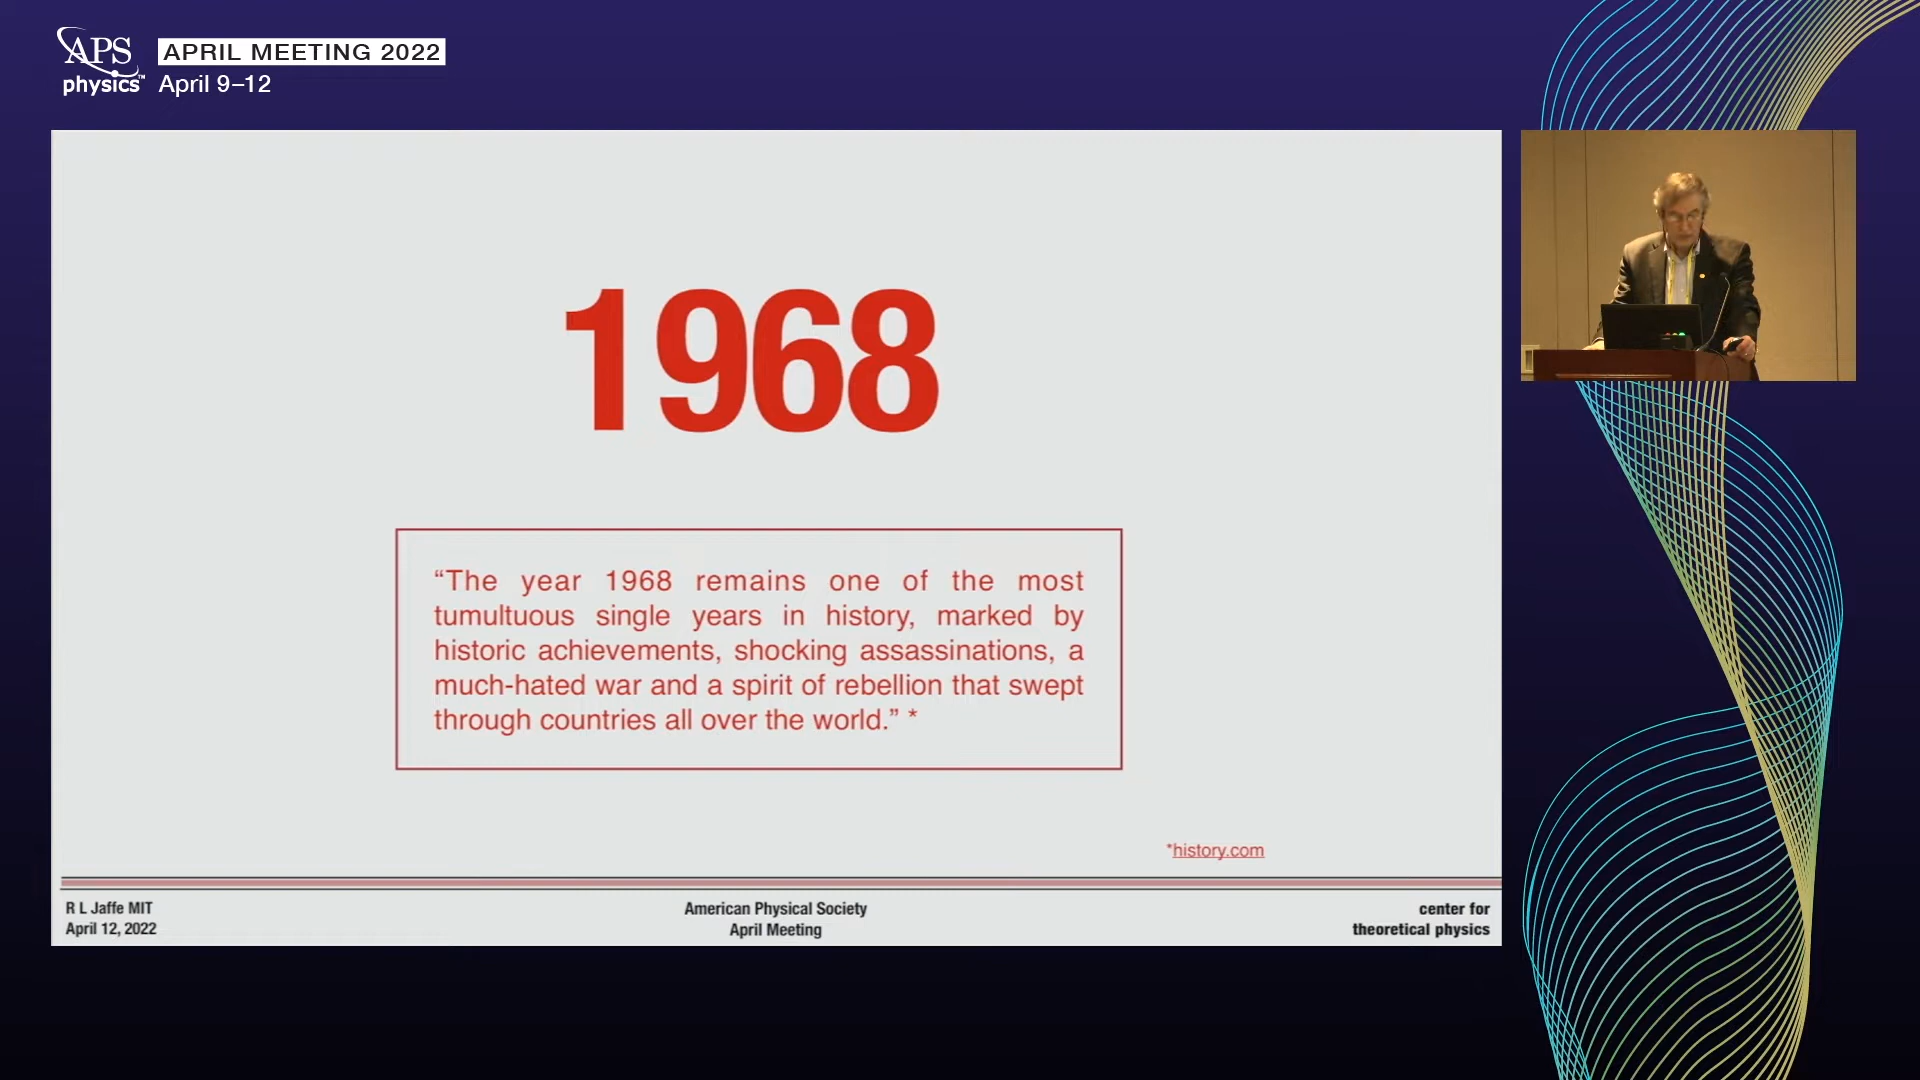 APS
physics™
APRIL MEETING 2022
April 9–12
1968
“The year 1968 remains one of the most
tumultuous single years in history, marked by
historic achievements, shocking assassinations, a
much-hated war and a spirit of rebellion that swept
through countries all over the world.” *
*history.com
R L Jaffe MIT
April 12, 2022
American Physical Society
April Meeting
center for
theoretical physics